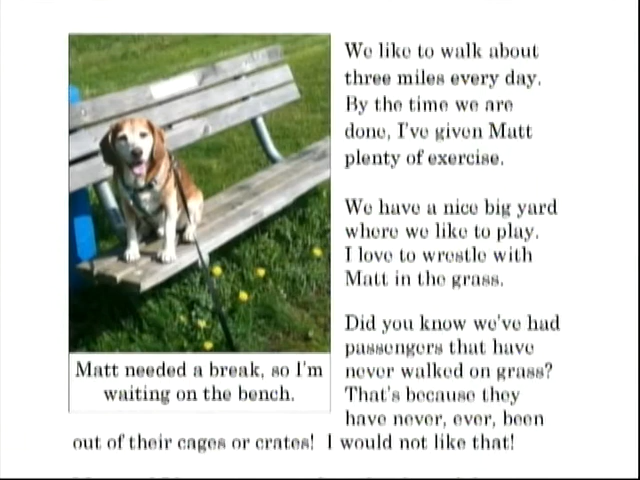 We like to walk about
three miles every day.
By the time we are
done, I've given Matt
plenty of exercise.
We have a nice big yard
where we like to play.
I love to wrestle with
Matt in the grass.
Did you know we've had
passengers that have
never walked on grass?
That's because they
have never, ever, been
out of their cages or crates! I would not like that!
Matt needed a break, so I'm
waiting on the bench.